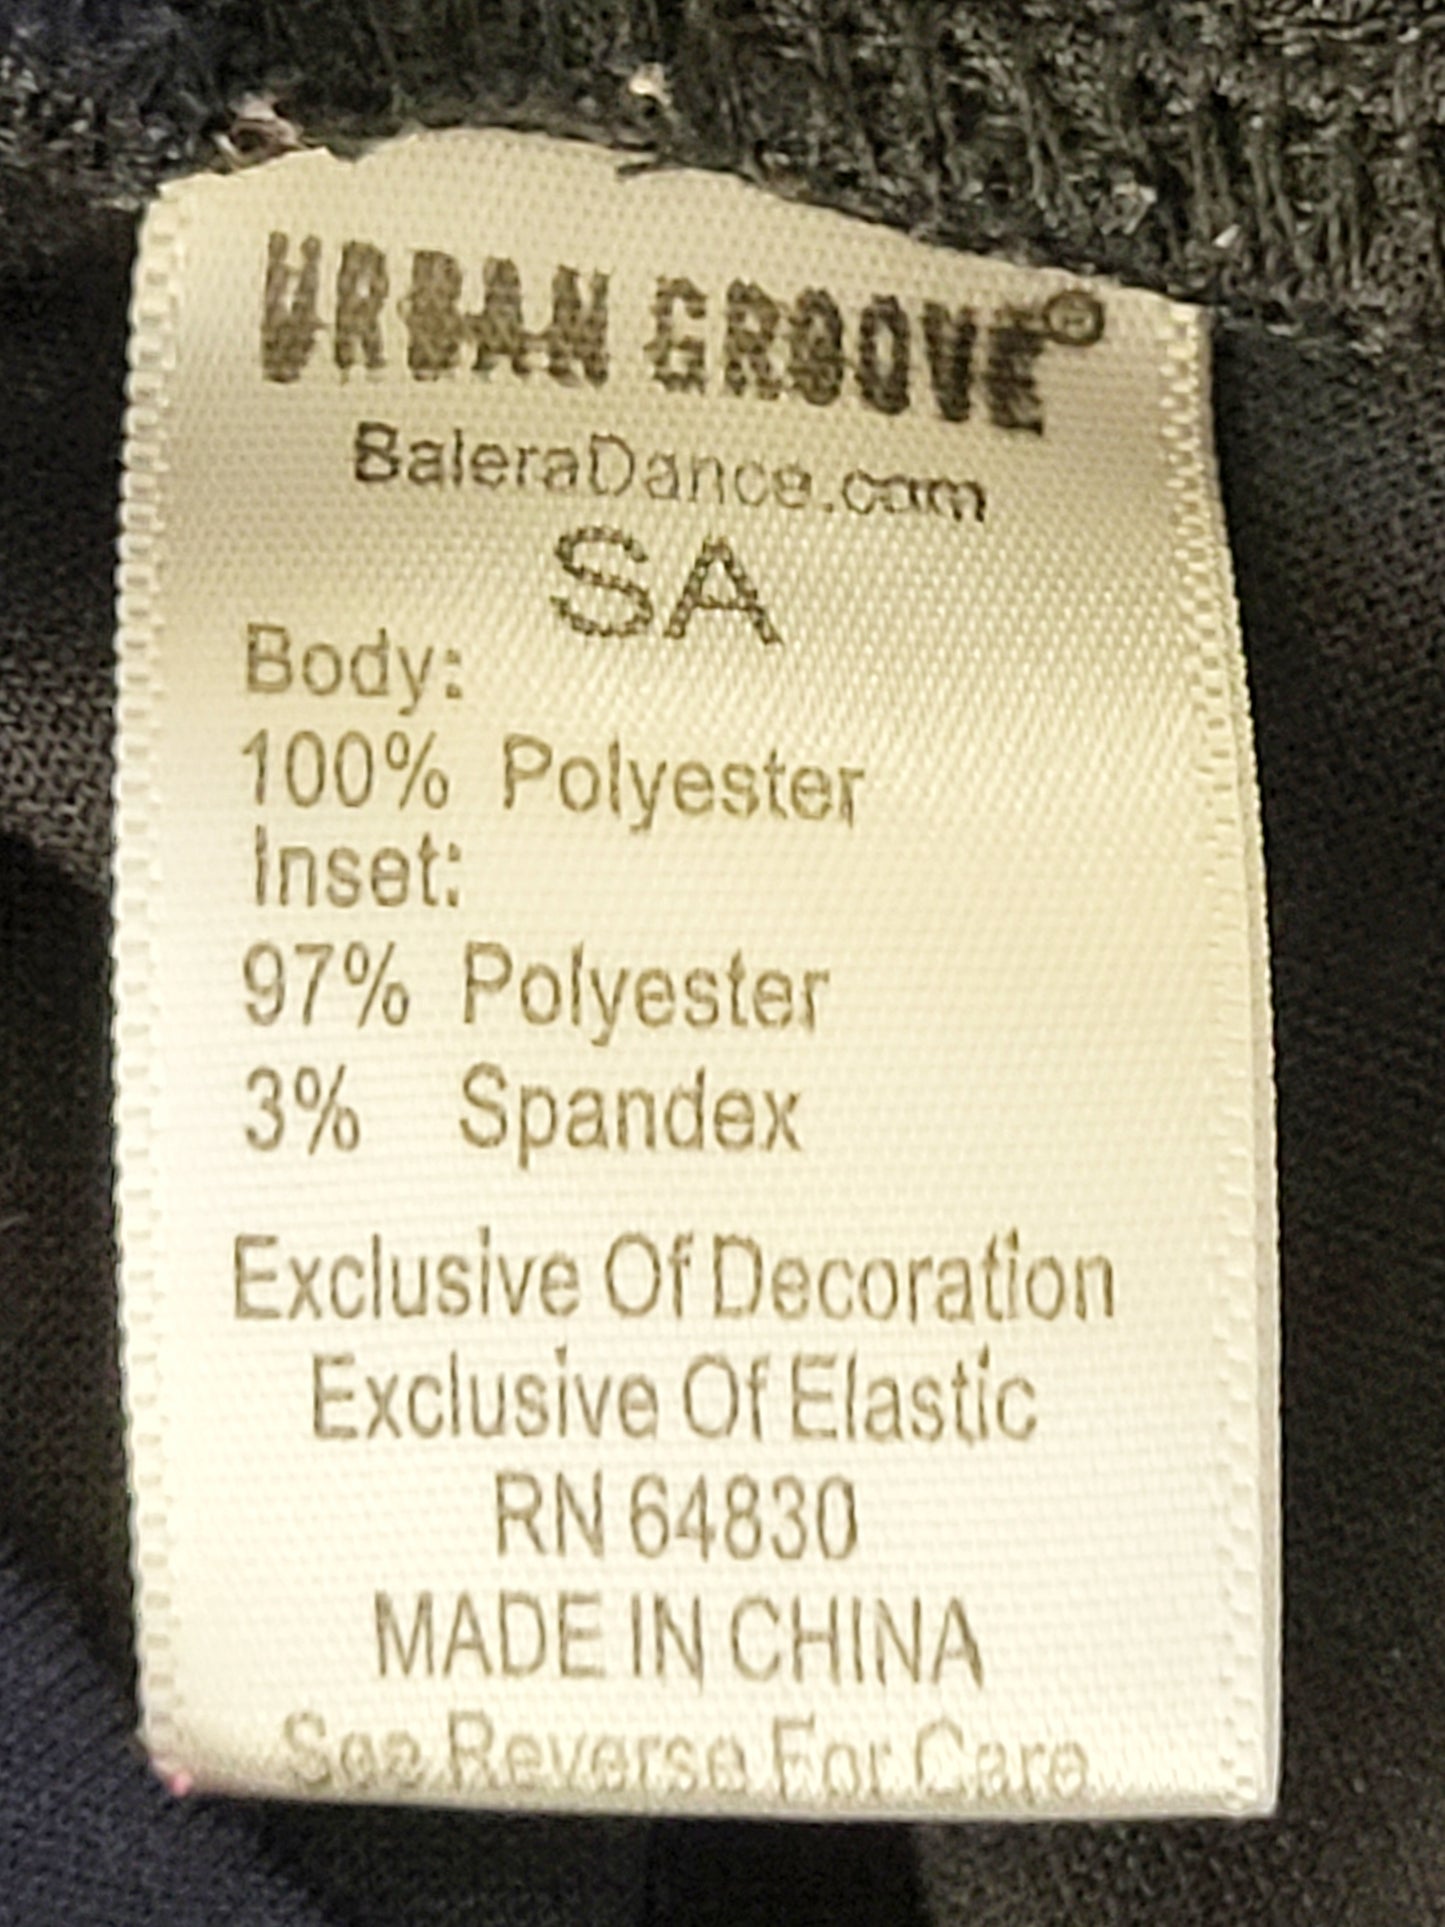 URBAN GROOVE®
BaleraDance.com
SA
Body:
100% Polyester
Inset:
97% Polyester
3% Spandex
Exclusive Of Decoration
Exclusive Of Elastic
RN 64830
MADE IN CHINA
See Reverse For Care